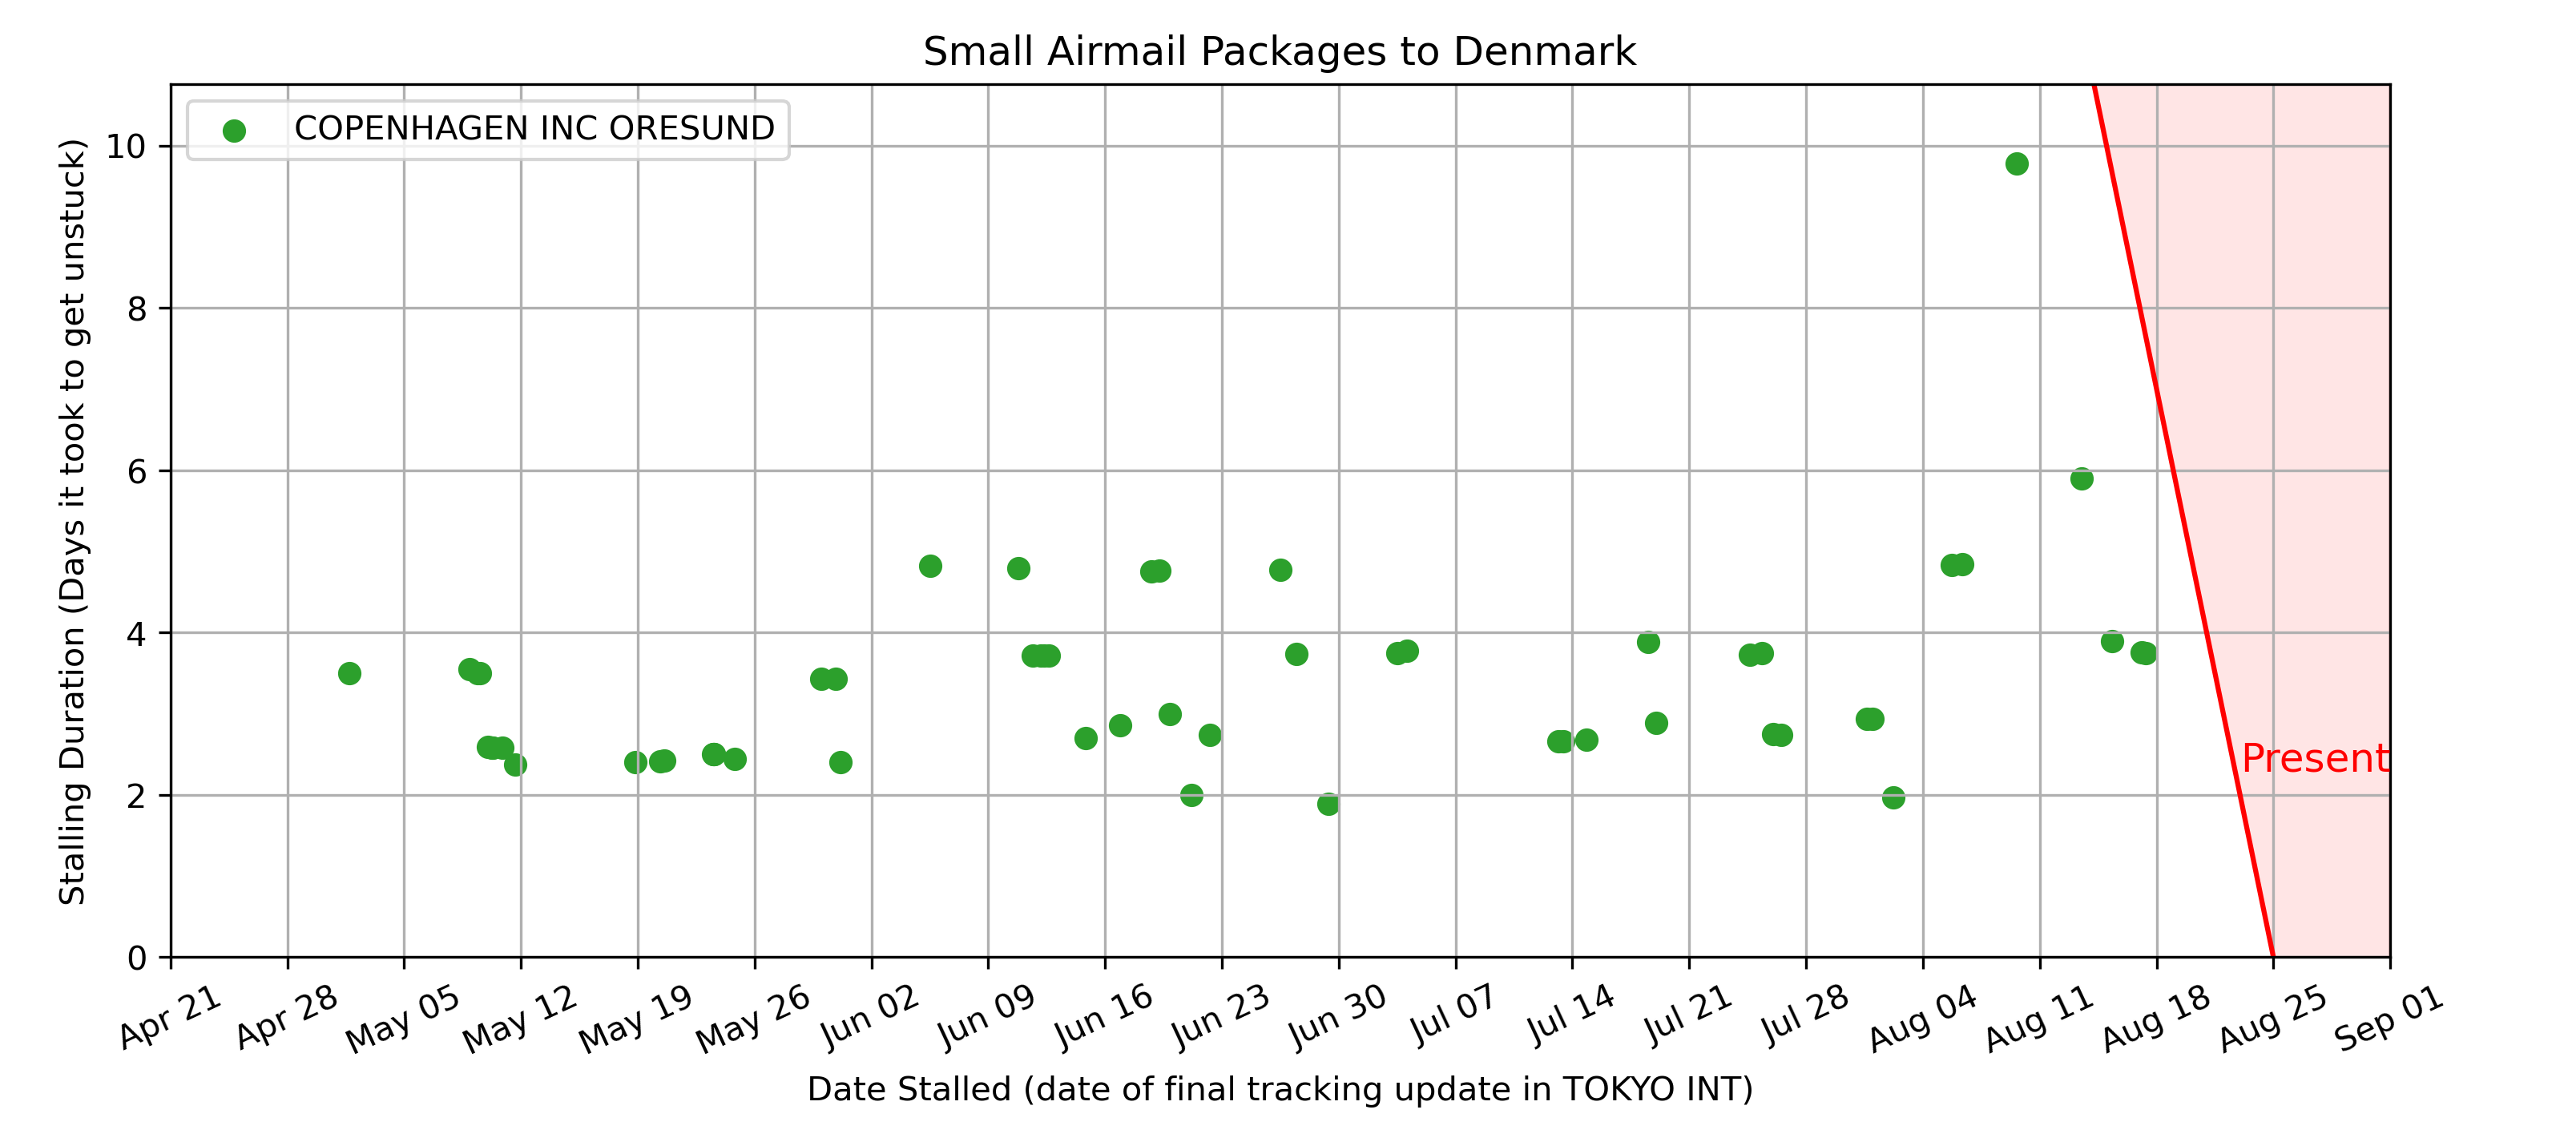 Small Airmail Packages to Denmark
COPENHAGEN INC ORESUND
Stalling Duration (Days it took to get unstuck)
10
8
6
4
2
0
Present
Apr 21
Apr 28
May 05
May 12
May 19
May 26
Jun 02
Jun 09
Jun 16
Jun 23
Jun 30
Jul 07
Jul 14
Jul 21
Jul 28
Aug 04
Aug 11
Aug 18
Aug 25
Sep 01
Date Stalled (date of final tracking update in TOKYO INT)